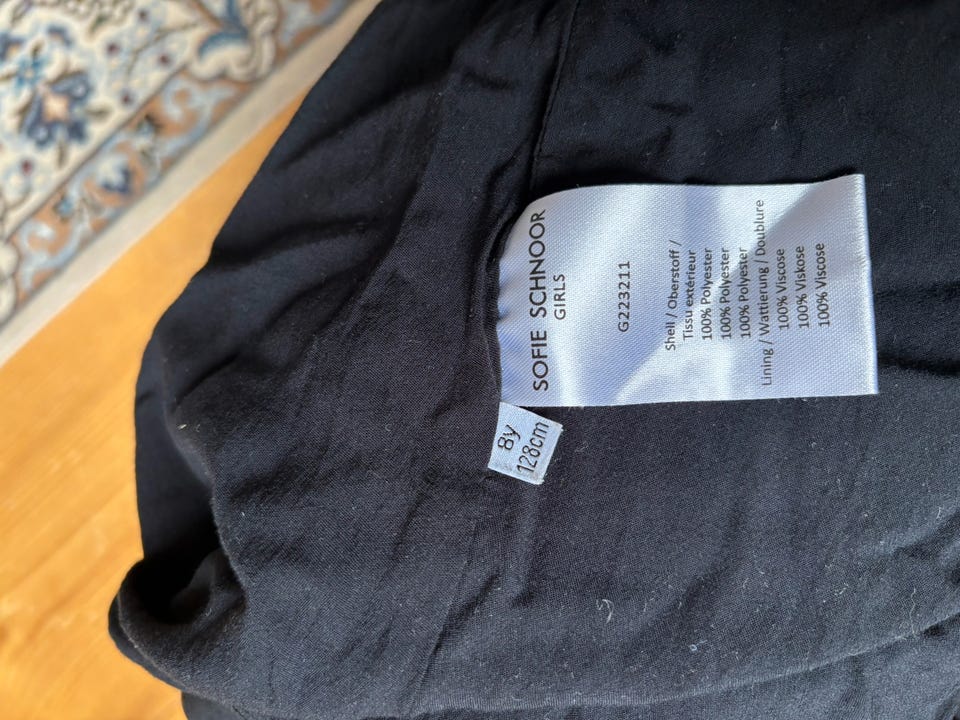 SOFIE SCHNOOR
GIRLS
G223211
Shell / Oberstoff /
Tissu extérieur
100% Polyester
100% Polyester
100% Polyester
Lining / Wattierung / Doublure
100% Viscose
100% Viskose
100% Viscose
8y
128cm